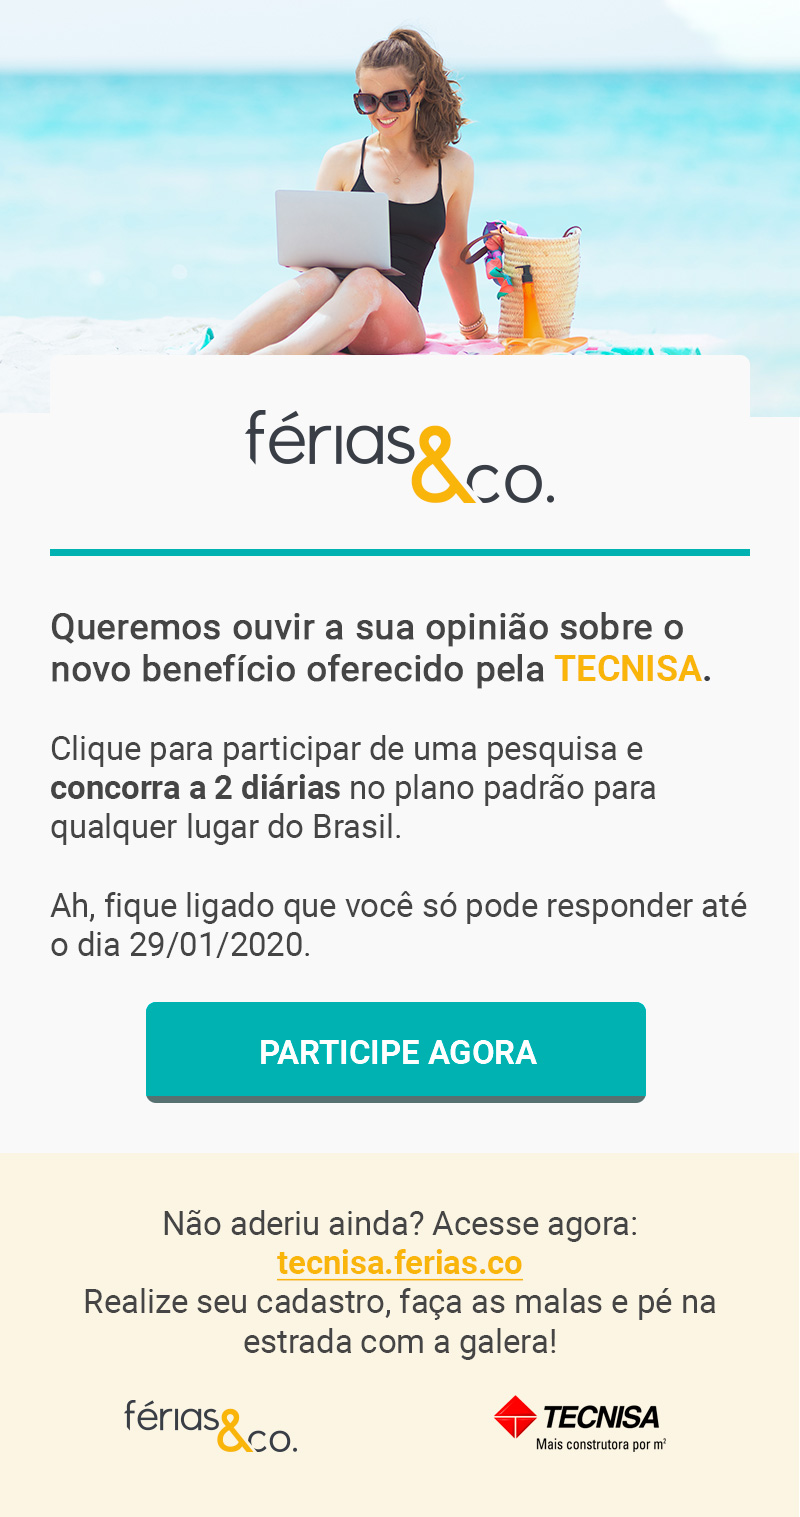 férias&co.
Queremos ouvir a sua opinião sobre o
novo benefício oferecido pela TECNISA.
Clique para participar de uma pesquisa e
concorra a 2 diárias no plano padrão para
qualquer lugar do Brasil.
Ah, fique ligado que você só pode responder até
o dia 29/01/2020.
PARTICIPE AGORA
Não aderiu ainda? Acesse agora:
tecnisa.ferias.co
Realize seu cadastro, faça as malas e pé na
estrada com a galera!
férias&co.
TECNISA
Mais construtora por m²